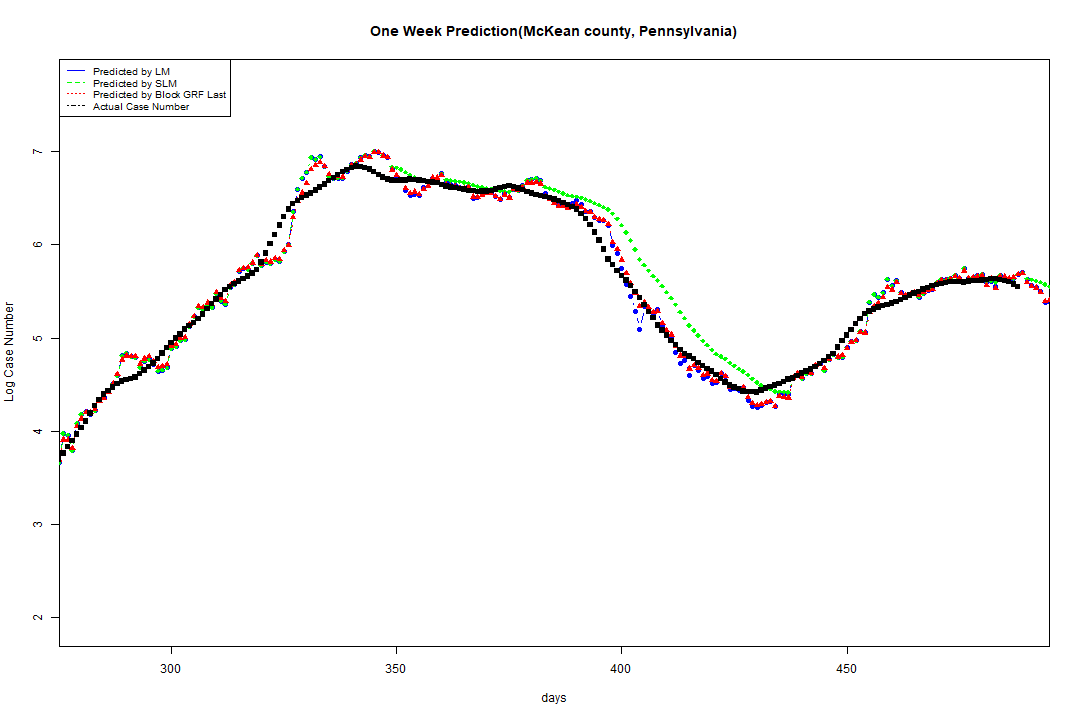 One Week Prediction(McKean county, Pennsylvania)
Predicted by LM
Predicted by SLM
Predicted by Block GRF Last
Actual Case Number
7
6
5
4
3
2
Log Case Number
300
350
400
450
days